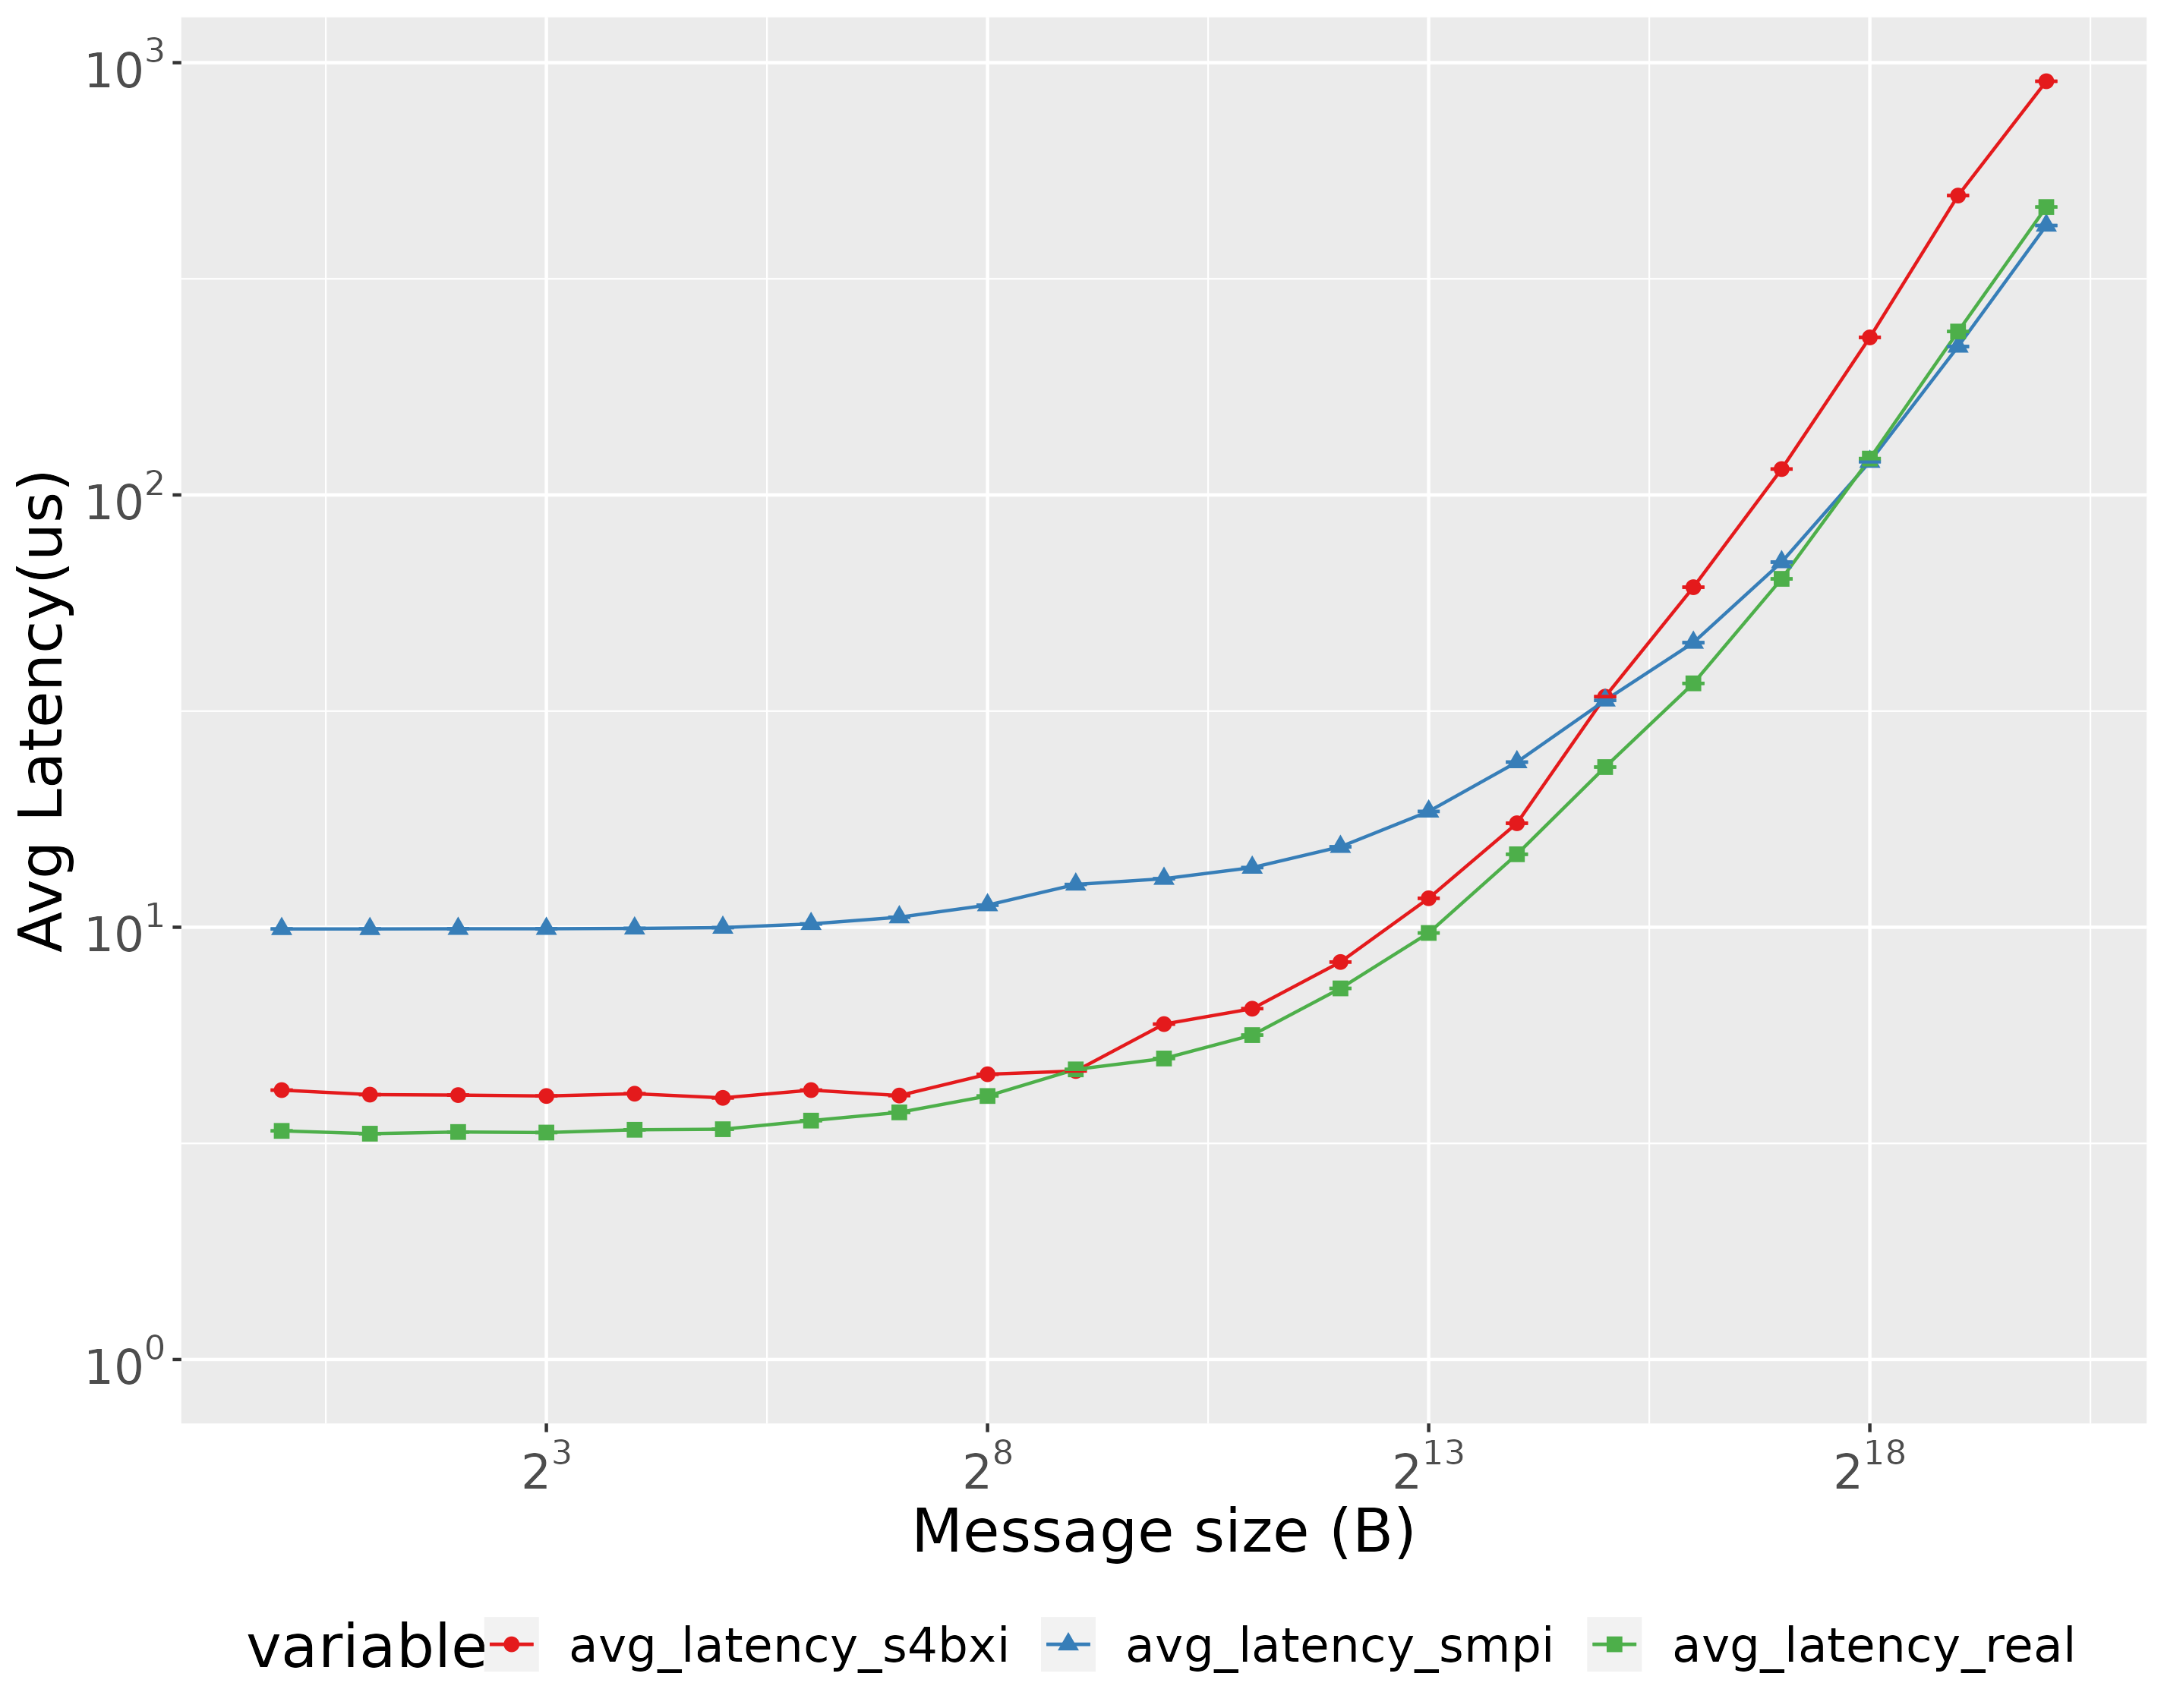 Avg Latency(us)
10^3
10^2
10^1
10^0
2^3 2^8 2^13 2^18
Message size (B)
variable avg_latency_s4bxi avg_latency_smpi avg_latency_real